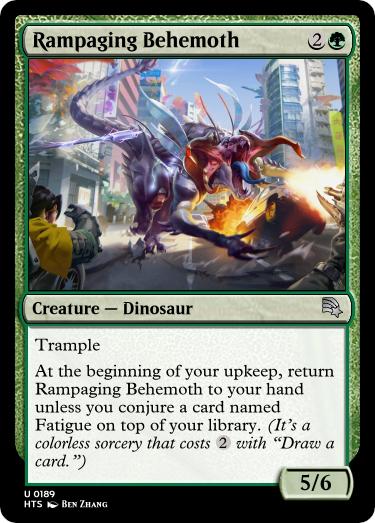 Rampaging Behemoth 2
Creature — Dinosaur
Trample
At the beginning of your upkeep, return
Rampaging Behemoth to your hand
unless you conjure a card named
Fatigue on top of your library. (It's a
colorless sorcery that costs 2 with “Draw a
card.”)
5/6
U 0189
HTS Ben Zhang